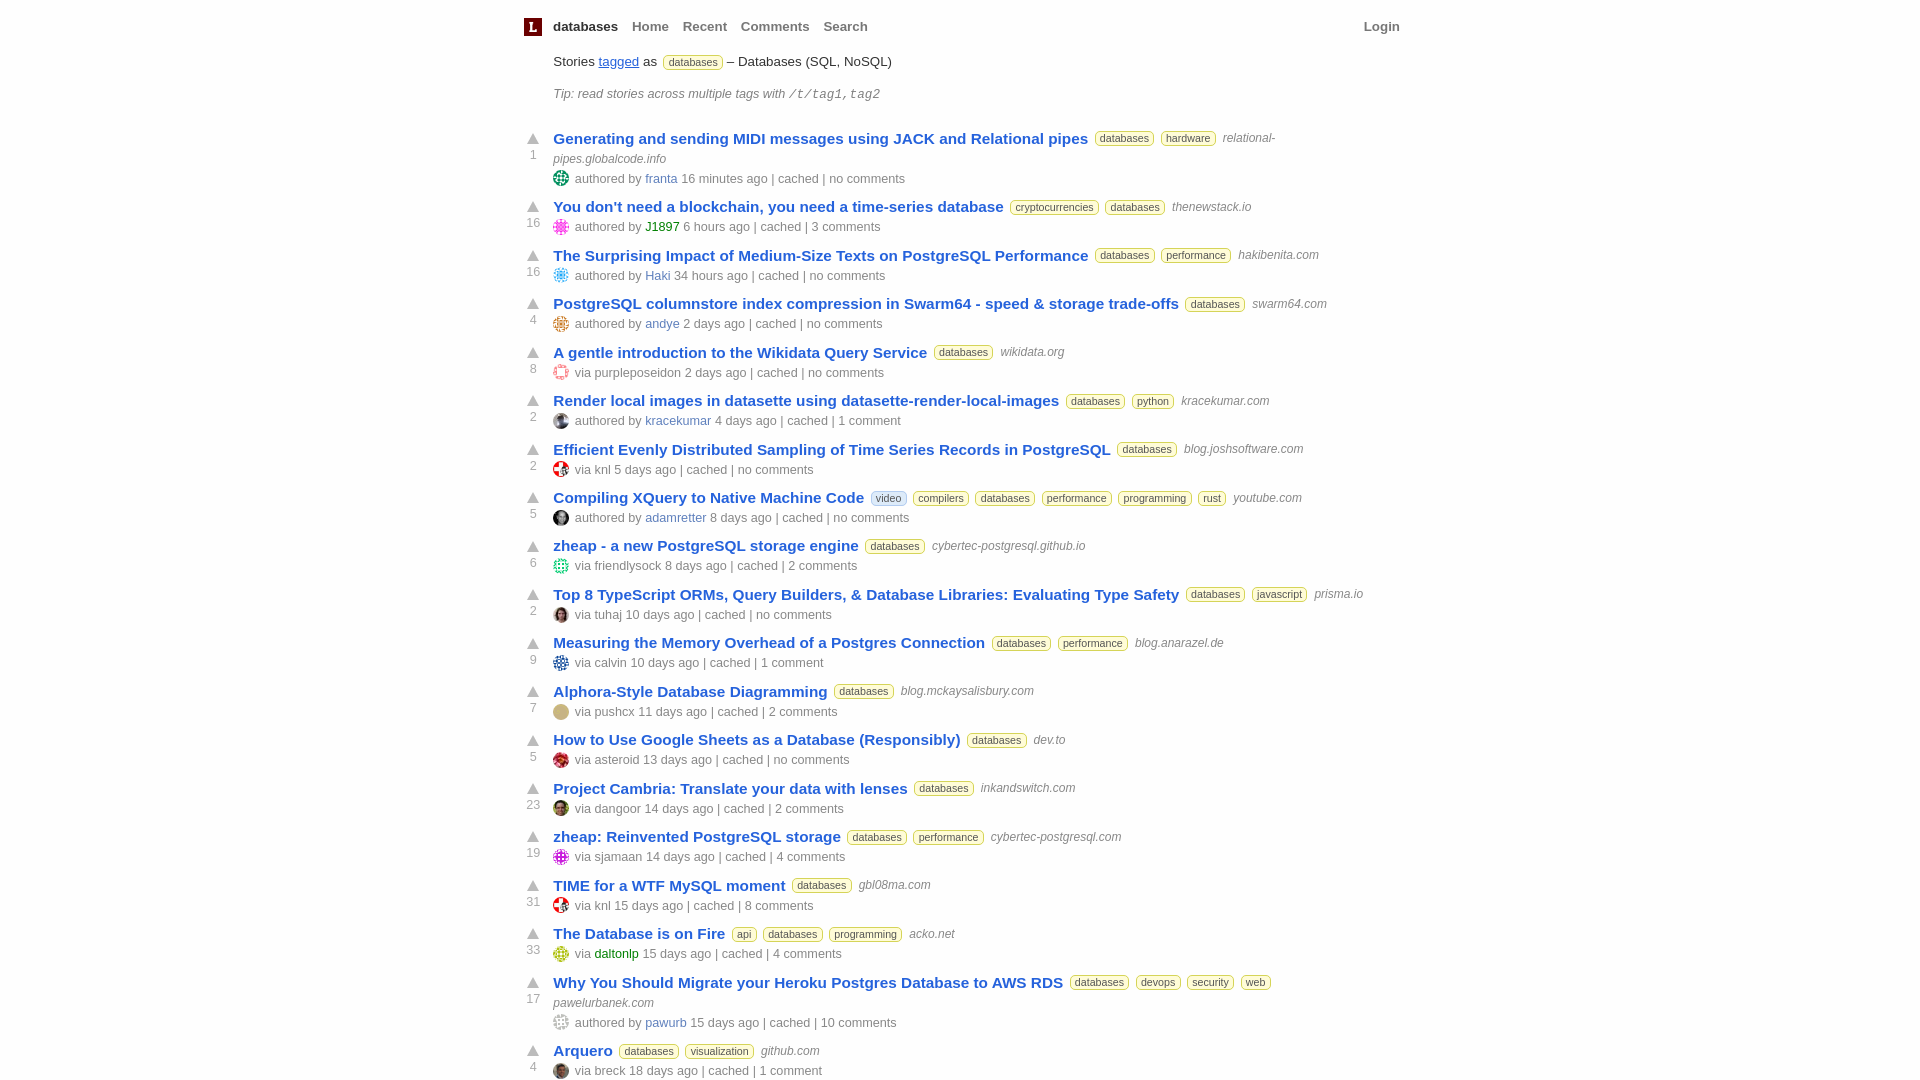 L databases Home Recent Comments Search Login
Stories tagged as databases – Databases (SQL, NoSQL)
Tip: read stories across multiple tags with /t/tag1,tag2
Generating and sending MIDI messages using JACK and Relational pipes databases hardware relational-
1 pipes.globalcode.info
authored by franta 16 minutes ago | cached | no comments
You don't need a blockchain, you need a time-series database cryptocurrencies databases thenewstack.io
16 authored by J1897 6 hours ago | cached | 3 comments
The Surprising Impact of Medium-Size Texts on PostgreSQL Performance databases performance hakibenita.com
16 authored by Haki 34 hours ago | cached | no comments
PostgreSQL columnstore index compression in Swarm64 - speed & storage trade-offs databases swarm64.com
4 authored by andye 2 days ago | cached | no comments
A gentle introduction to the Wikidata Query Service databases wikidata.org
8 via purpleposeidon 2 days ago | cached | no comments
Render local images in datasette using datasette-render-local-images databases python kracekumar.com
2 authored by kracekumar 4 days ago | cached | 1 comment
Efficient Evenly Distributed Sampling of Time Series Records in PostgreSQL databases blog.joshsoftware.com
2 via knl 5 days ago | cached | no comments
Compiling XQuery to Native Machine Code video compilers databases performance programming rust youtube.com
5 authored by adamretter 8 days ago | cached | no comments
zheap - a new PostgreSQL storage engine databases cybertec-postgresql.github.io
6 via friendlysock 8 days ago | cached | 2 comments
Top 8 TypeScript ORMs, Query Builders, & Database Libraries: Evaluating Type Safety databases javascript prisma.io
2 via tuhaj 10 days ago | cached | no comments
Measuring the Memory Overhead of a Postgres Connection databases performance blog.anarazel.de
9 via calvin 10 days ago | cached | 1 comment
Alphora-Style Database Diagramming databases blog.mckaysalisbury.com
7 via pushcx 11 days ago | cached | 2 comments
How to Use Google Sheets as a Database (Responsibly) databases dev.to
5 via asteroid 13 days ago | cached | no comments
Project Cambria: Translate your data with lenses databases inkandswitch.com
23 via dangoor 14 days ago | cached | 2 comments
zheap: Reinvented PostgreSQL storage databases performance cybertec-postgresql.com
19 via sjamaan 14 days ago | cached | 4 comments
TIME for a WTF MySQL moment databases gbl08ma.com
31 via knl 15 days ago | cached | 8 comments
The Database is on Fire api databases programming acko.net
33 via daltonlp 15 days ago | cached | 4 comments
Why You Should Migrate your Heroku Postgres Database to AWS RDS databases devops security web
17 pawelurbanek.com
authored by pawurb 15 days ago | cached | 10 comments
Arquero databases visualization github.com
4 via breck 18 days ago | cached | 1 comment